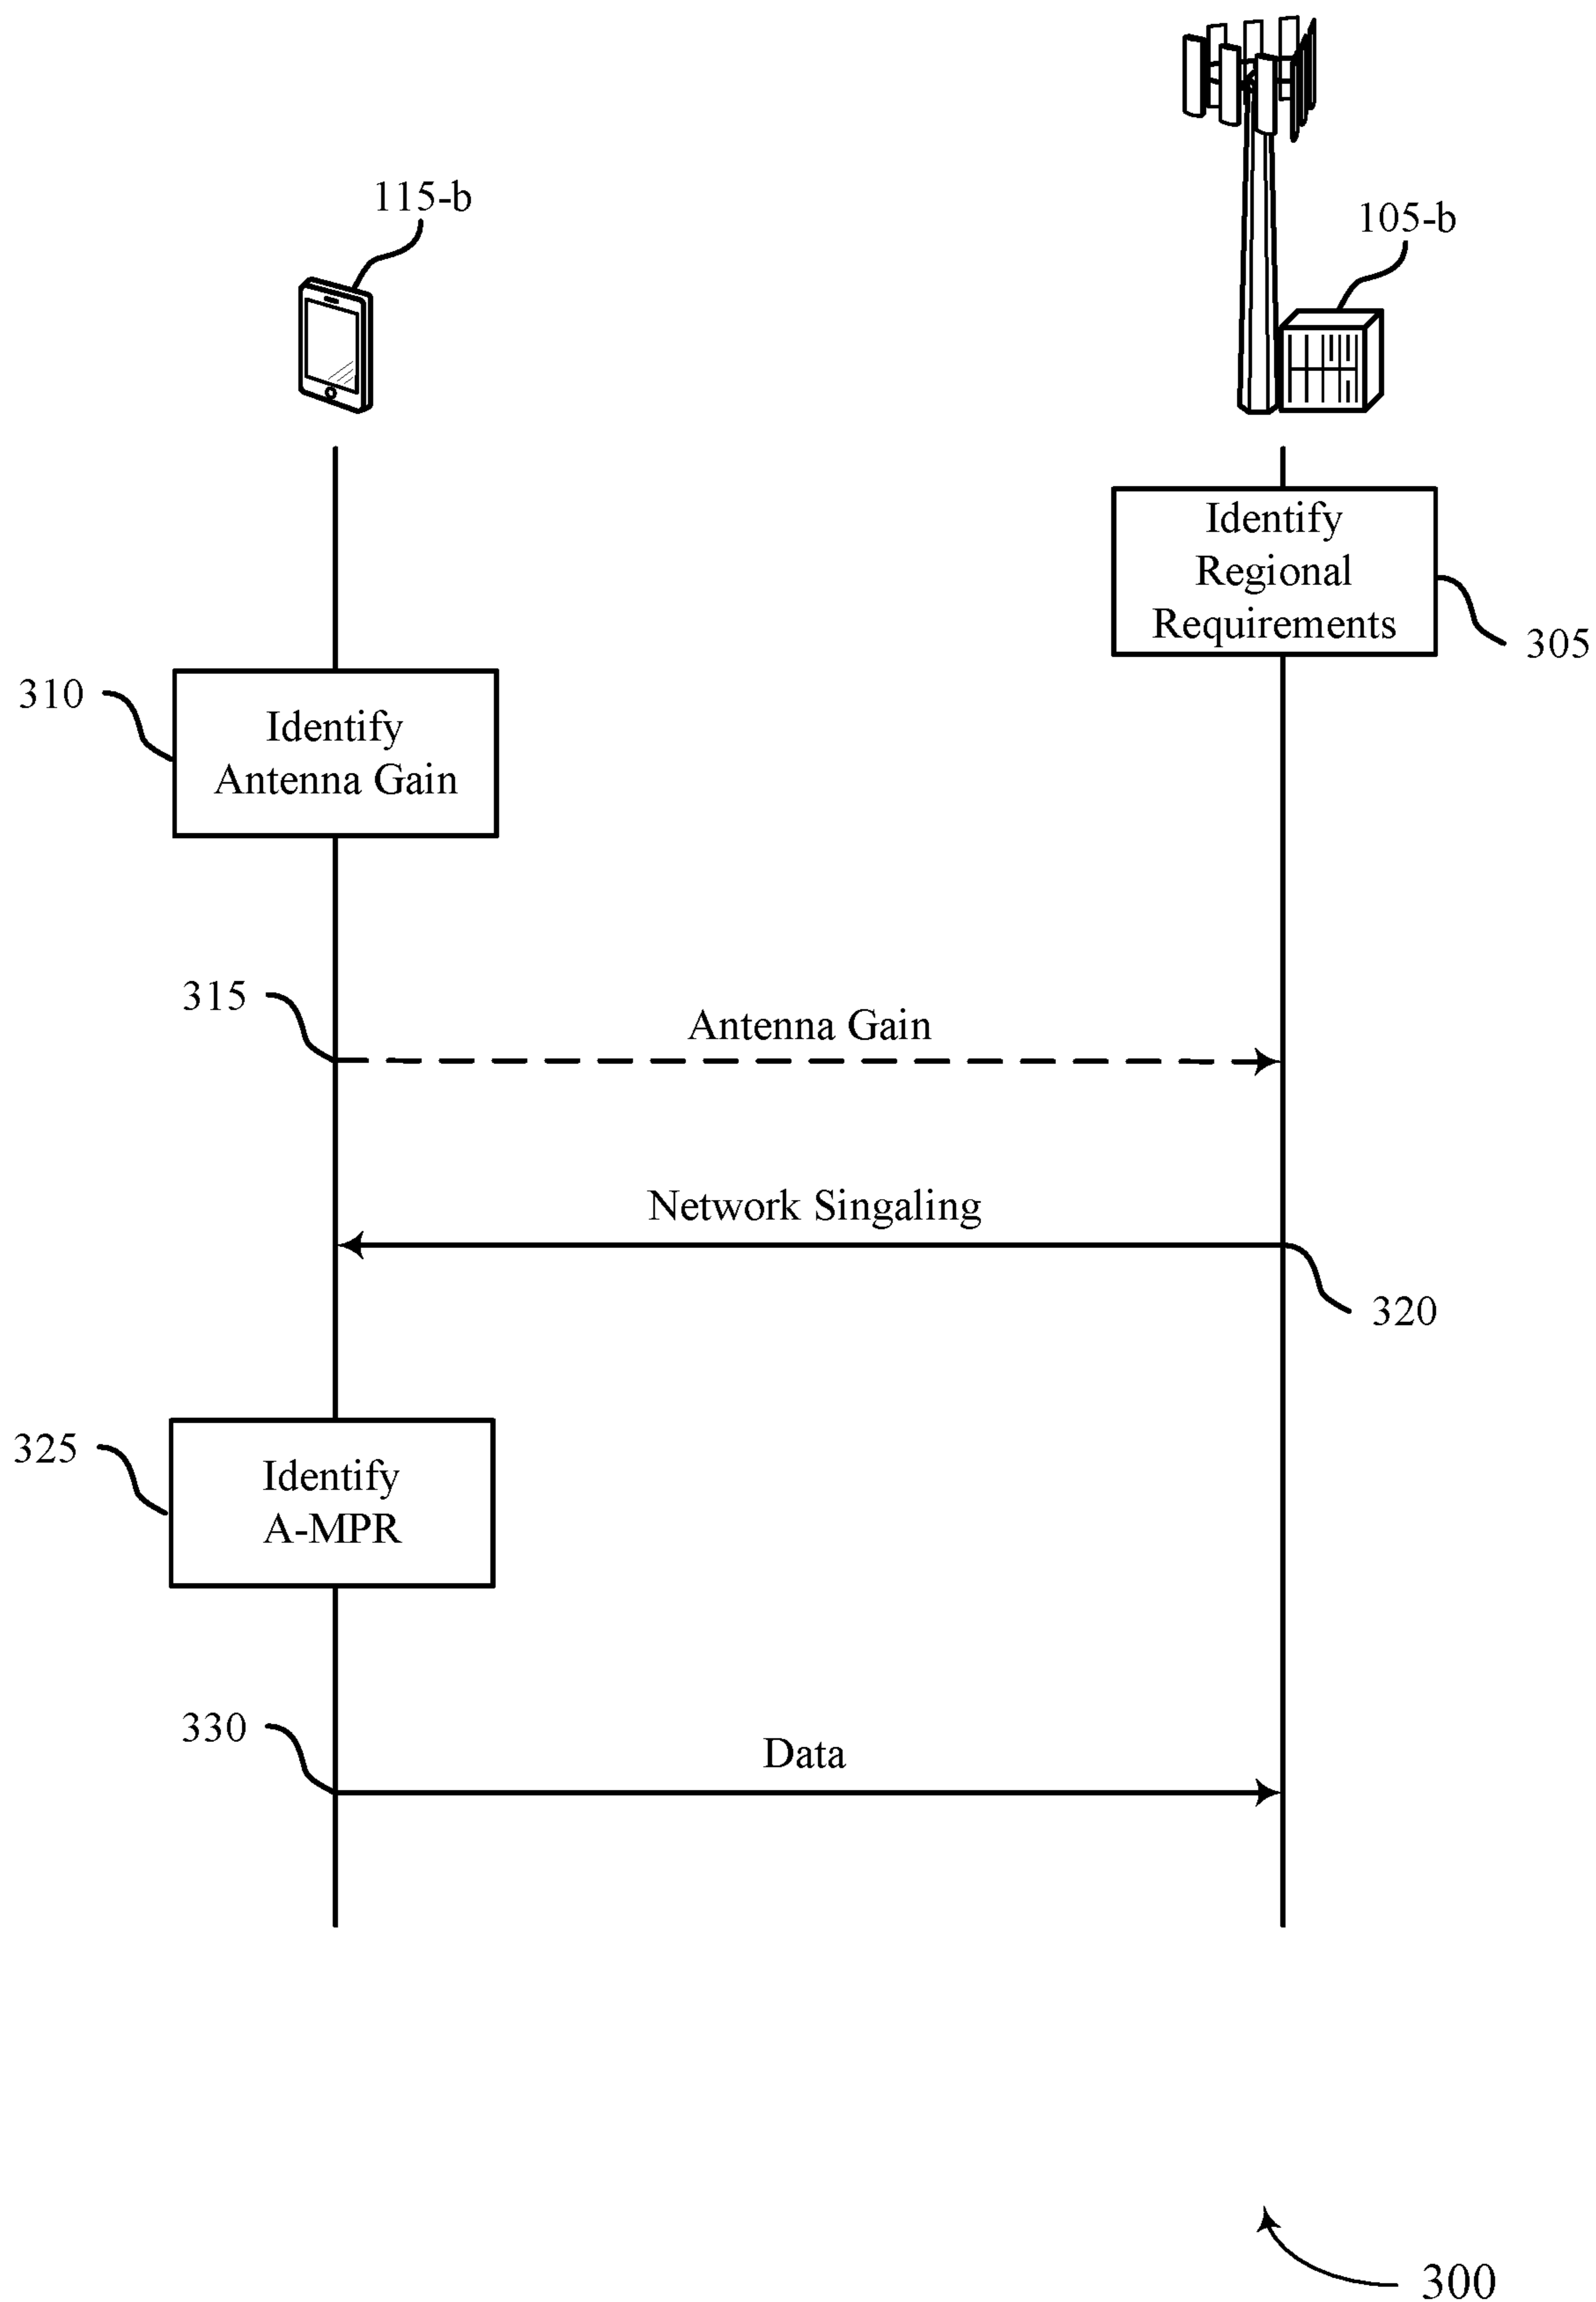 115-b
105-b
Identify
Regional
Requirements
305
310
Identify
Antenna Gain
315
Antenna Gain
Network Singaling
320
325
Identify
A-MPR
330
Data
300